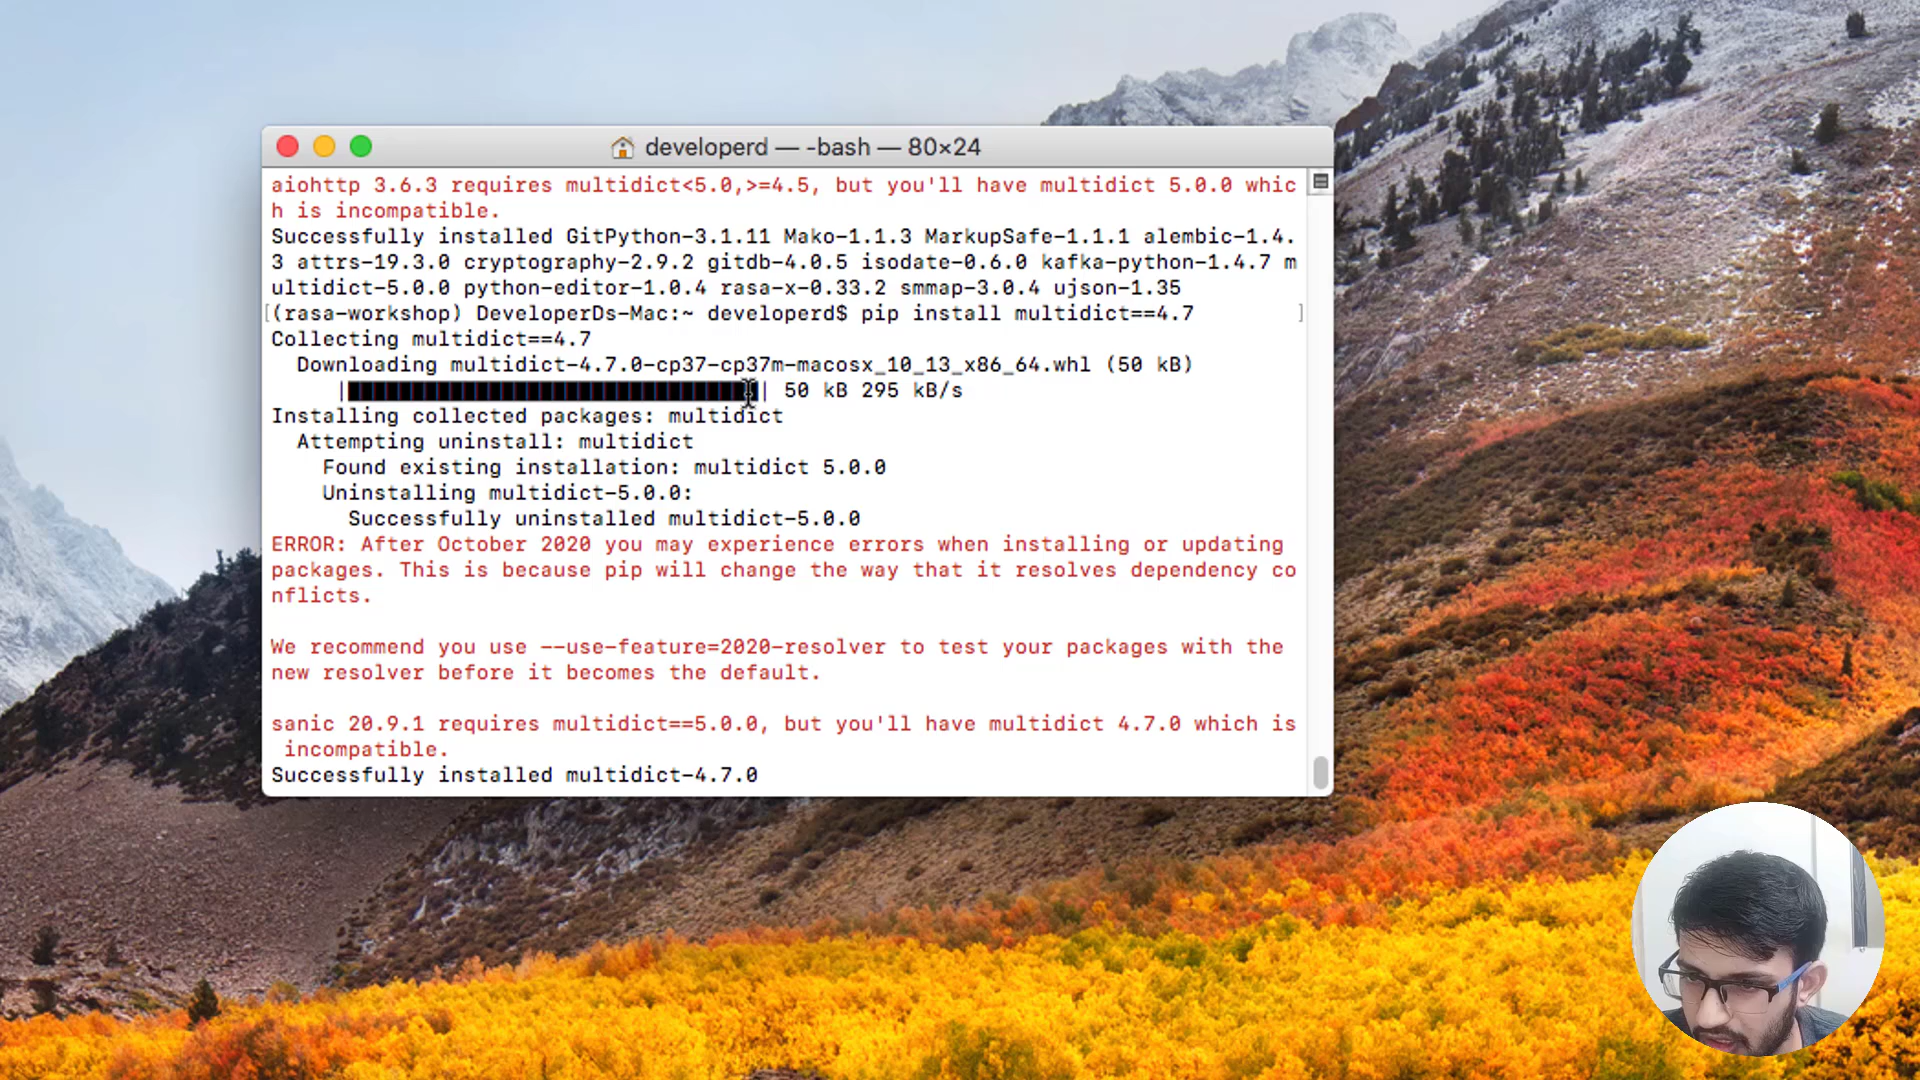 developerd — -bash — 80×24
aiohttp 3.6.3 requires multidict<5.0,>=4.5, but you'll have multidict 5.0.0 whic
h is incompatible.
Successfully installed GitPython-3.1.11 Mako-1.1.3 MarkupSafe-1.1.1 alembic-1.4.
3 attrs-19.3.0 cryptography-2.9.2 gitdb-4.0.5 isodate-0.6.0 kafka-python-1.4.7 m
ultidict-5.0.0 python-editor-1.0.4 rasa-x-0.33.2 smmap-3.0.4 ujson-1.35
[(rasa-workshop) DeveloperDs-Mac:~ developerd$ pip install multidict==4.7 ]
Collecting multidict==4.7
Downloading multidict-4.7.0-cp37-cp37m-macosx_10_13_x86_64.whl (50 kB)
|████████████████████████████████| 50 kB 295 kB/s
Installing collected packages: multidict
Attempting uninstall: multidict
Found existing installation: multidict 5.0.0
Uninstalling multidict-5.0.0:
Successfully uninstalled multidict-5.0.0
ERROR: After October 2020 you may experience errors when installing or updating
packages. This is because pip will change the way that it resolves dependency co
nflicts.
We recommend you use --use-feature=2020-resolver to test your packages with the
new resolver before it becomes the default.
sanic 20.9.1 requires multidict==5.0.0, but you'll have multidict 4.7.0 which is
incompatible.
Successfully installed multidict-4.7.0